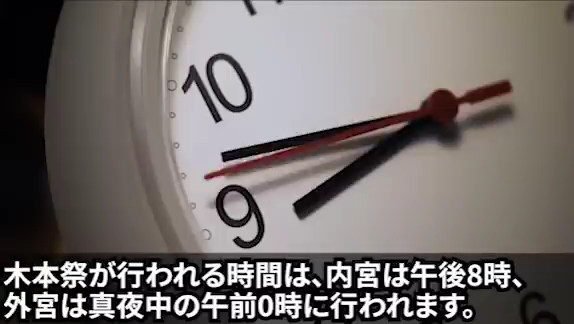 10
9
木本祭が行われる時間は、内宮は午後8時、
外宮は真夜中の午前0時に行われます。